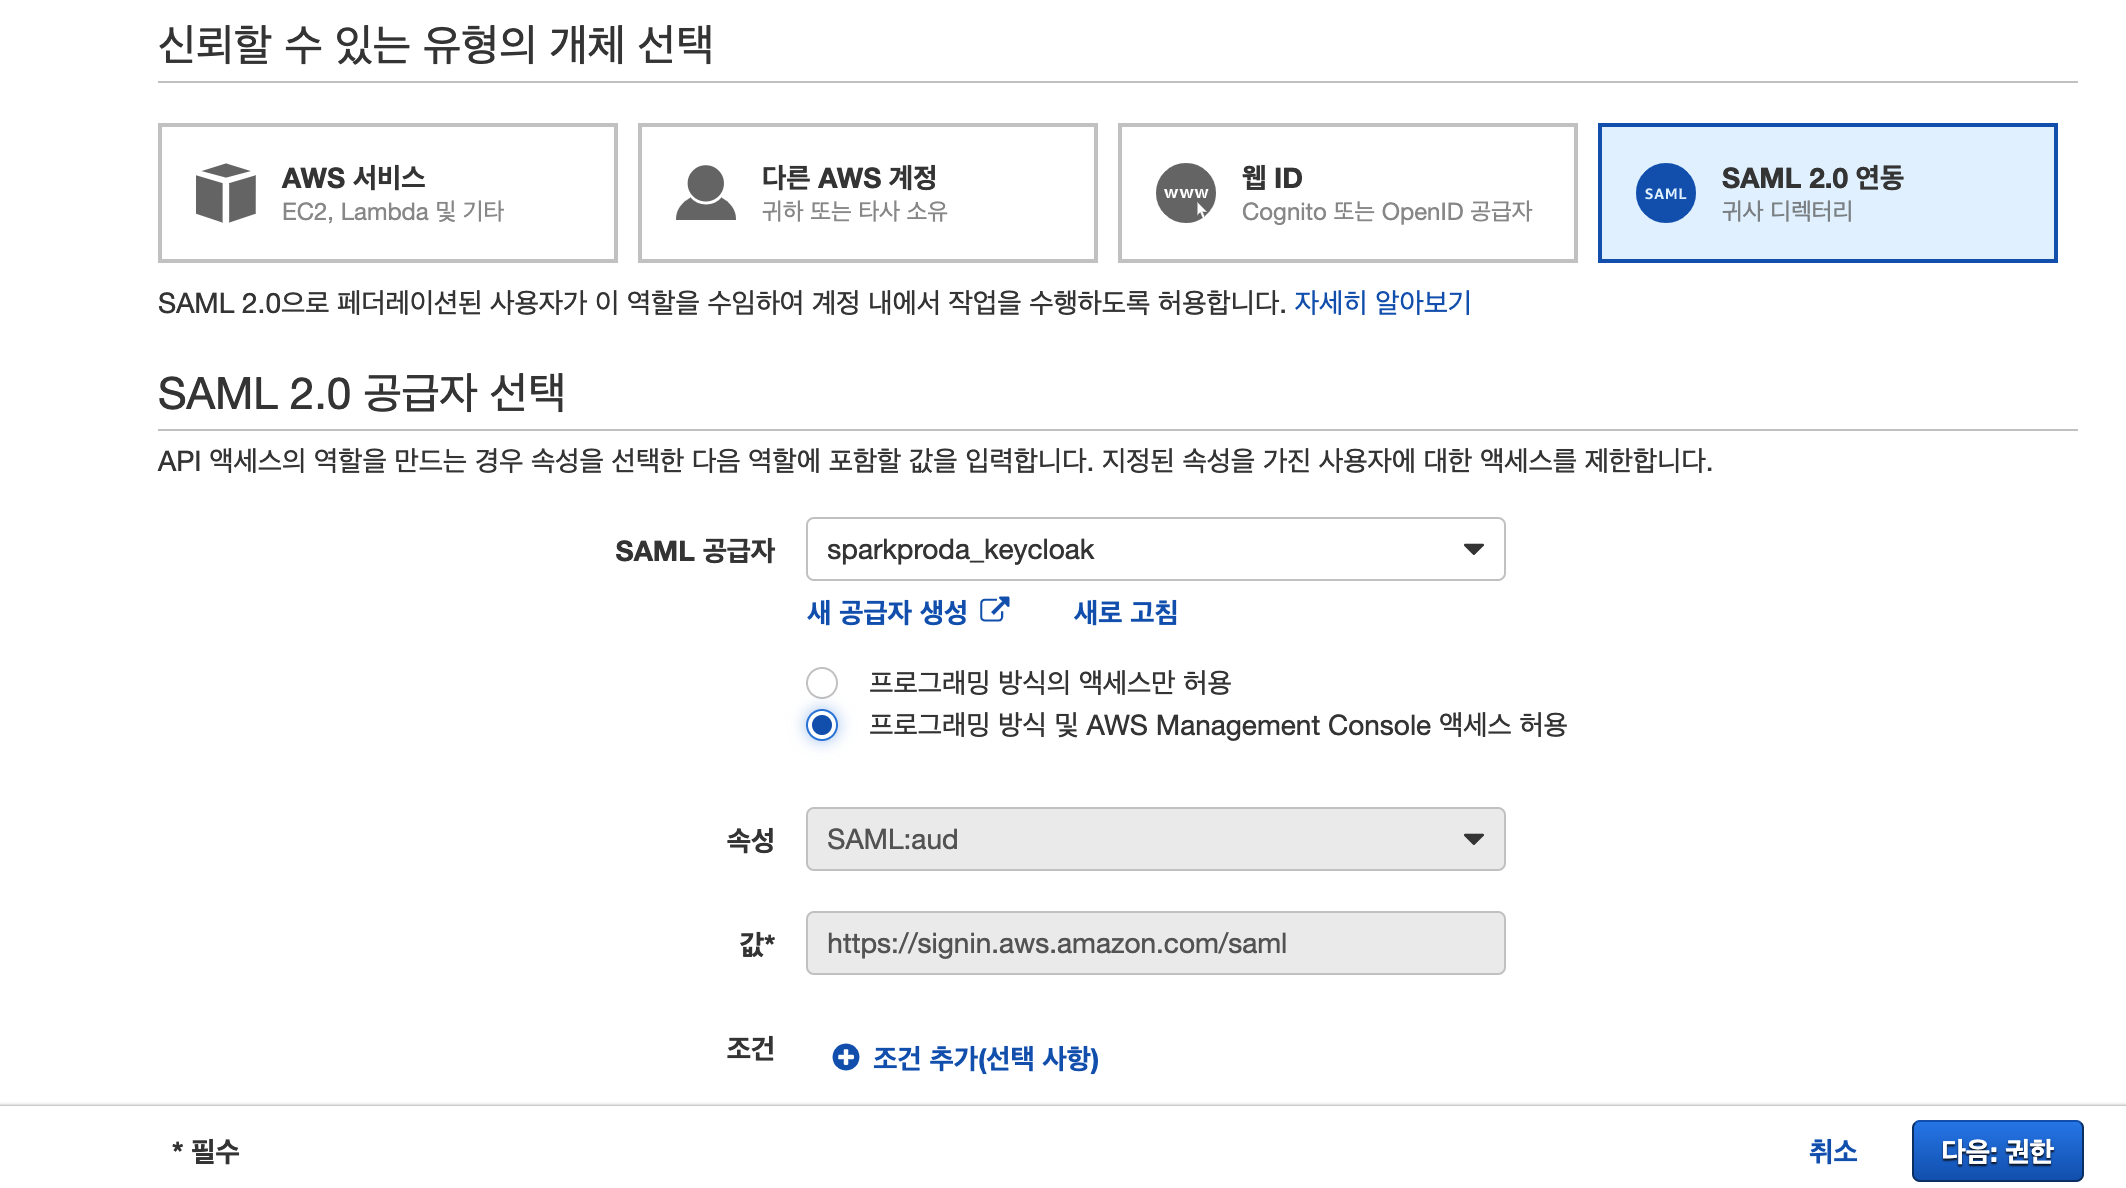 신뢰할 수 있는 유형의 개체 선택
AWS 서비스
EC2, Lambda 및 기타
다른 AWS 계정
귀하 또는 타사 소유
WWW
웹 ID
Cognito 또는 OpenID 공급자
SAML
SAML 2.0 연동
귀사 디렉터리
SAML 2.0으로 페더레이션된 사용자가 이 역할을 수임하여 계정 내에서 작업을 수행하도록 허용합니다. 자세히 알아보기
SAML 2.0 공급자 선택
API 액세스의 역할을 만드는 경우 속성을 선택한 다음 역할에 포함할 값을 입력합니다. 지정된 속성을 가진 사용자에 대한 액세스를 제한합니다.
SAML 공급자 sparkproda_keycloak
새 공급자 생성 새로 고침
프로그래밍 방식의 액세스만 허용
프로그래밍 방식 및 AWS Management Console 액세스 허용
속성 SAML:aud
값* https://signin.aws.amazon.com/saml
조건 조건 추가(선택 사항)
* 필수 취소 다음: 권한